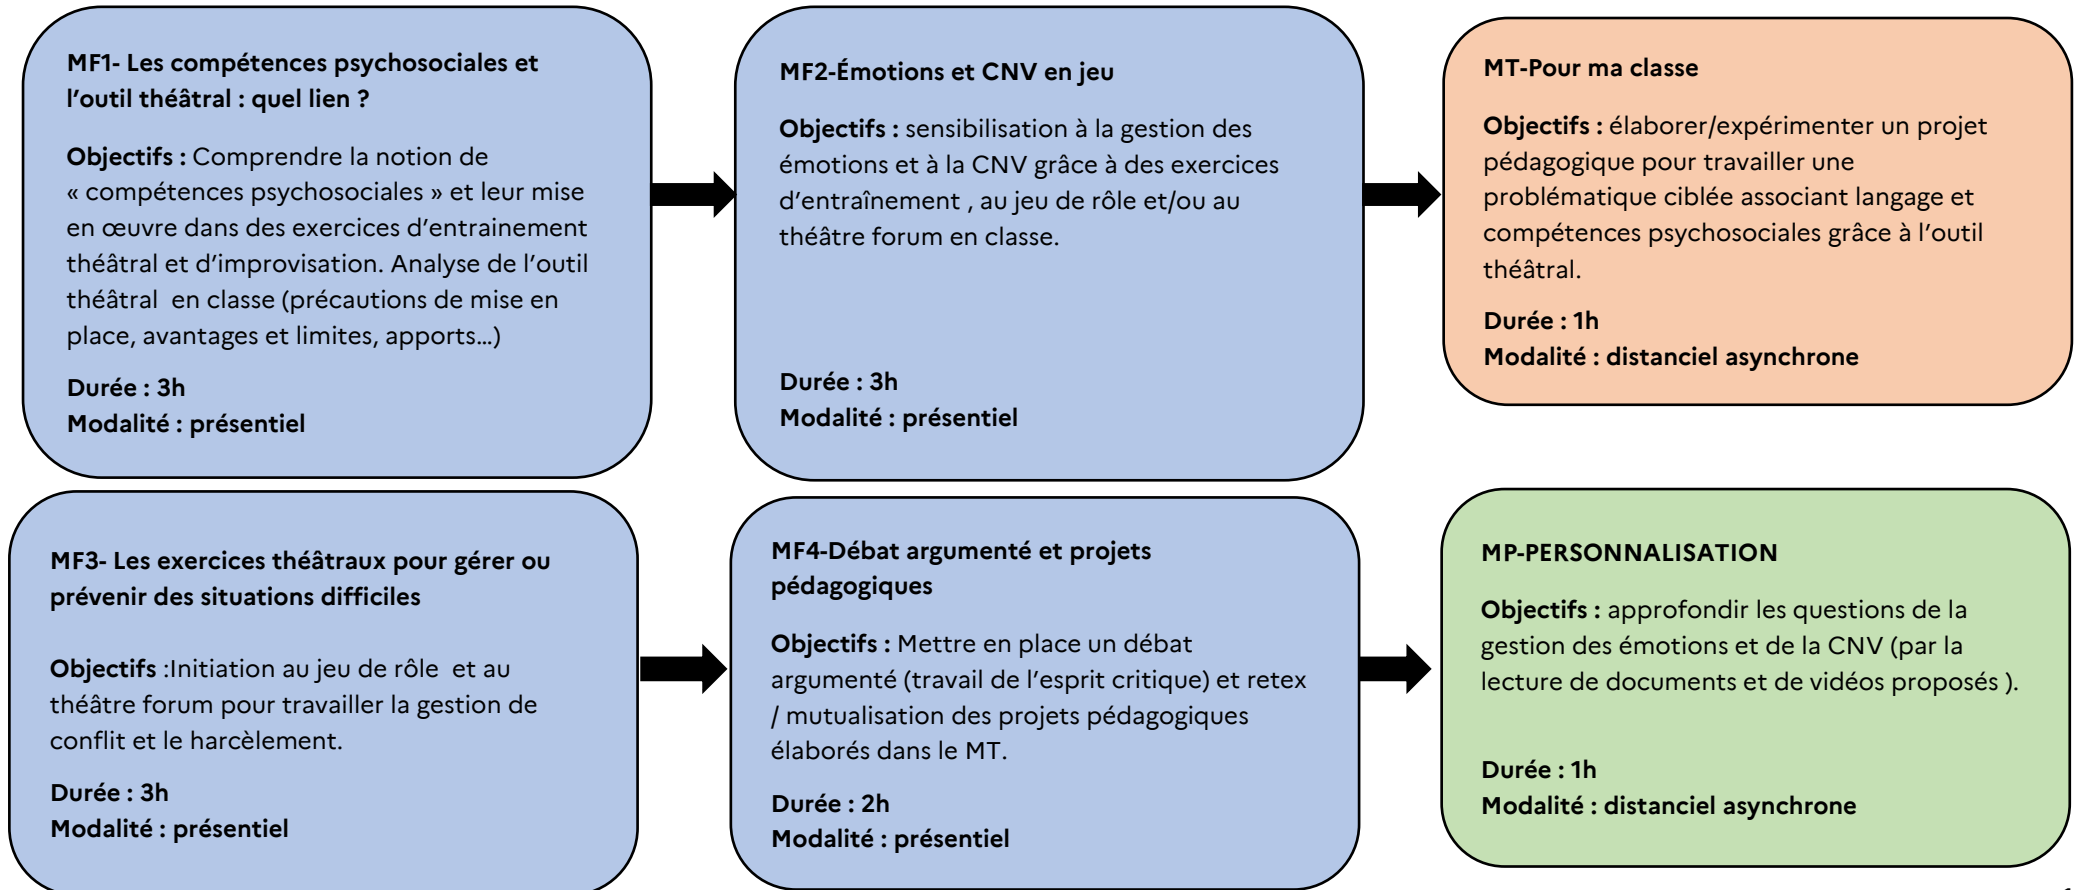 MF1- Les compétences psychosociales et
l’outil théâtral : quel lien ?
Objectifs : Comprendre la notion de
« compétences psychosociales » et leur mise
en œuvre dans des exercices d’entrainement
théâtral et d’improvisation. Analyse de l’outil
théâtral en classe (précautions de mise en
place, avantages et limites, apports…)
Durée : 3h
Modalité : présentiel
MF2-Émotions et CNV en jeu
Objectifs : sensibilisation à la gestion des
émotions et à la CNV grâce à des exercices
d’entraînement , au jeu de rôle et/ou au
théâtre forum en classe.
Durée : 3h
Modalité : présentiel
MT-Pour ma classe
Objectifs : élaborer/expérimenter un projet
pédagogique pour travailler une
problématique ciblée associant langage et
compétences psychosociales grâce à l’outil
théâtral.
Durée : 1h
Modalité : distanciel asynchrone
MF3- Les exercices théâtraux pour gérer ou
prévenir des situations difficiles
Objectifs :Initiation au jeu de rôle et au
théâtre forum pour travailler la gestion de
conflit et le harcèlement.
Durée : 3h
Modalité : présentiel
MF4-Débat argumenté et projets
pédagogiques
Objectifs : Mettre en place un débat
argumenté (travail de l’esprit critique) et retex
/ mutualisation des projets pédagogiques
élaborés dans le MT.
Durée : 2h
Modalité : présentiel
MP-PERSONNALISATION
Objectifs : approfondir les questions de la
gestion des émotions et de la CNV (par la
lecture de documents et de vidéos proposés ).
Durée : 1h
Modalité : distanciel asynchrone